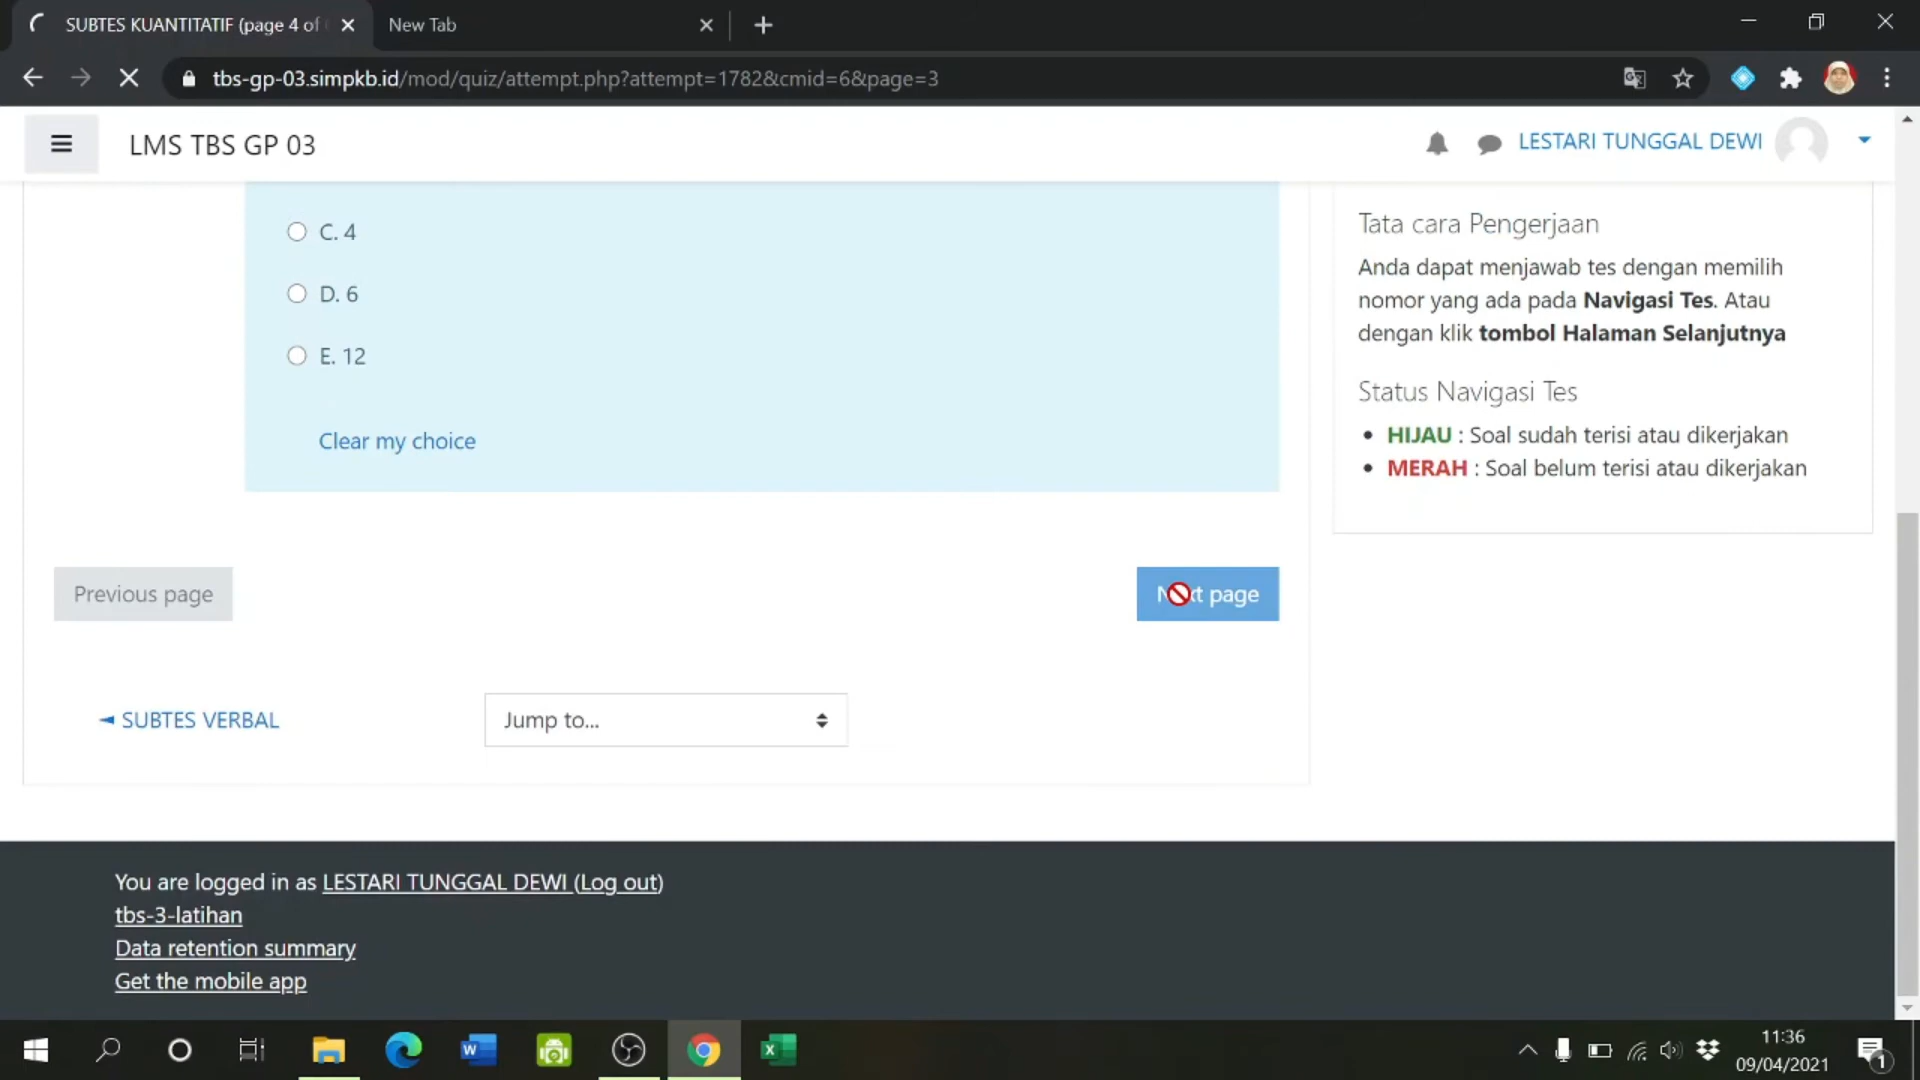 SUBTES KUANTITATIF (page 4 of
New Tab
tbs-gp-03.simpkb.id/mod/quiz/attempt.php?attempt=1782&cmid=6&page=3
LMS TBS GP 03
LESTARI TUNGGAL DEWI
C. 4
D. 6
E. 12
Clear my choice
Previous page
Next page
◄ SUBTES VERBAL
Jump to...
Tata cara Pengerjaan
Anda dapat menjawab tes dengan memilih
nomor yang ada pada Navigasi Tes. Atau
dengan klik tombol Halaman Selanjutnya
Status Navigasi Tes
• HIJAU : Soal sudah terisi atau dikerjakan
• MERAH : Soal belum terisi atau dikerjakan
You are logged in as LESTARI TUNGGAL DEWI (Log out)
tbs-3-latihan
Data retention summary
Get the mobile app
11:36
09/04/2021
1